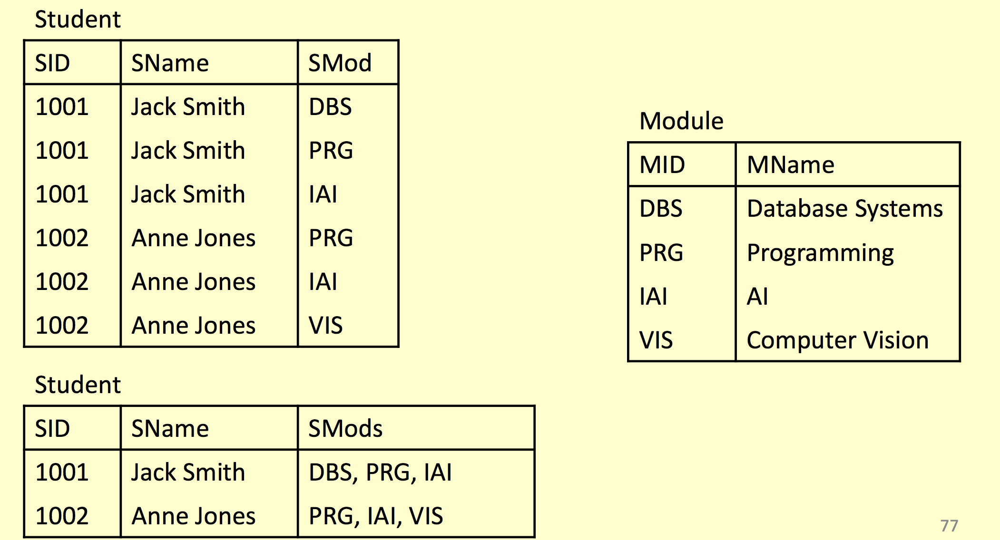 Student
SID SName SMod
1001 Jack Smith DBS
1001 Jack Smith PRG
1001 Jack Smith IAI
1002 Anne Jones PRG
1002 Anne Jones IAI
1002 Anne Jones VIS
Module
MID MName
DBS Database Systems
PRG Programming
IAI AI
VIS Computer Vision
Student
SID SName SMods
1001 Jack Smith DBS, PRG, IAI
1002 Anne Jones PRG, IAI, VIS
77